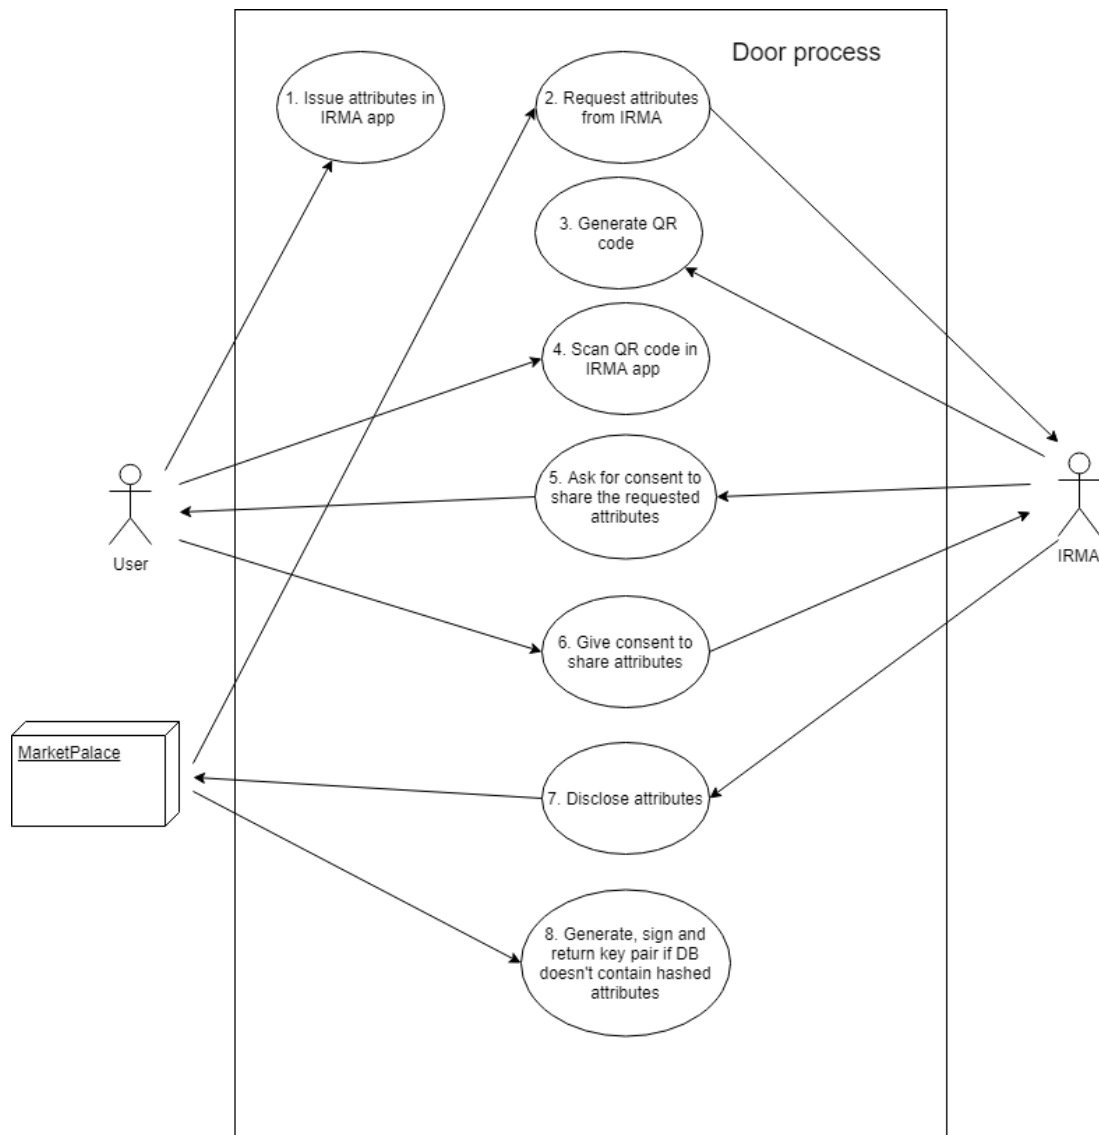 Door process
1. Issue attributes in
IRMA app
2. Request attributes
from IRMA
3. Generate QR
code
4. Scan QR code in
IRMA app
5. Ask for consent to
share the requested
attributes
User
IRMA
6. Give consent to
share attributes
MarketPalace
7. Disclose attributes
8. Generate, sign and
return key pair if DB
doesn't contain hashed
attributes